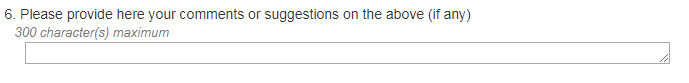 6. Please provide here your comments or suggestions on the above (if any)
300 character(s) maximum